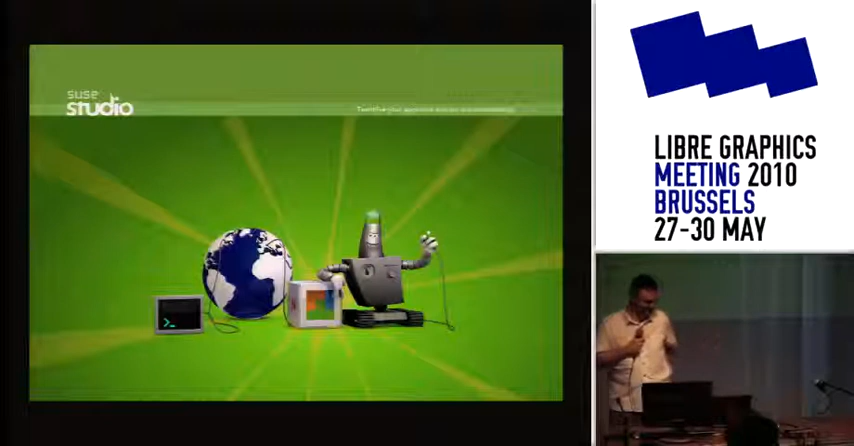 suse
studio
LIBRE GRAPHICS
MEETING 2010
BRUSSELS
27-30 MAY
>_